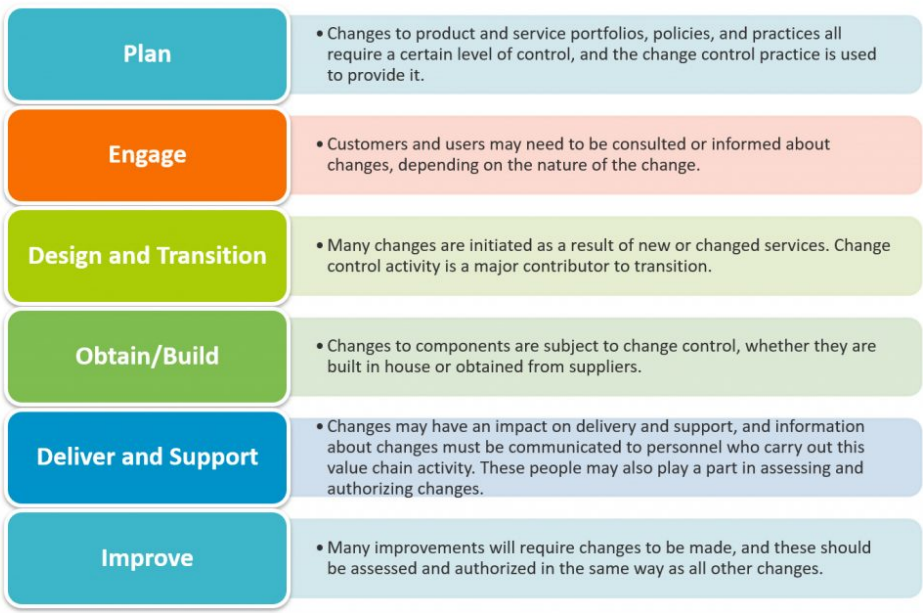 Plan
• Changes to product and service portfolios, policies, and practices all
require a certain level of control, and the change control practice is used
to provide it.
Engage
• Customers and users may need to be consulted or informed about
changes, depending on the nature of the change.
Design and Transition
• Many changes are initiated as a result of new or changed services. Change
control activity is a major contributor to transition.
Obtain/Build
• Changes to components are subject to change control, whether they are
built in house or obtained from suppliers.
Deliver and Support
• Changes may have an impact on delivery and support, and information
about changes must be communicated to personnel who carry out this
value chain activity. These people may also play a part in assessing and
authorizing changes.
Improve
• Many improvements will require changes to be made, and these should
be assessed and authorized in the same way as all other changes.